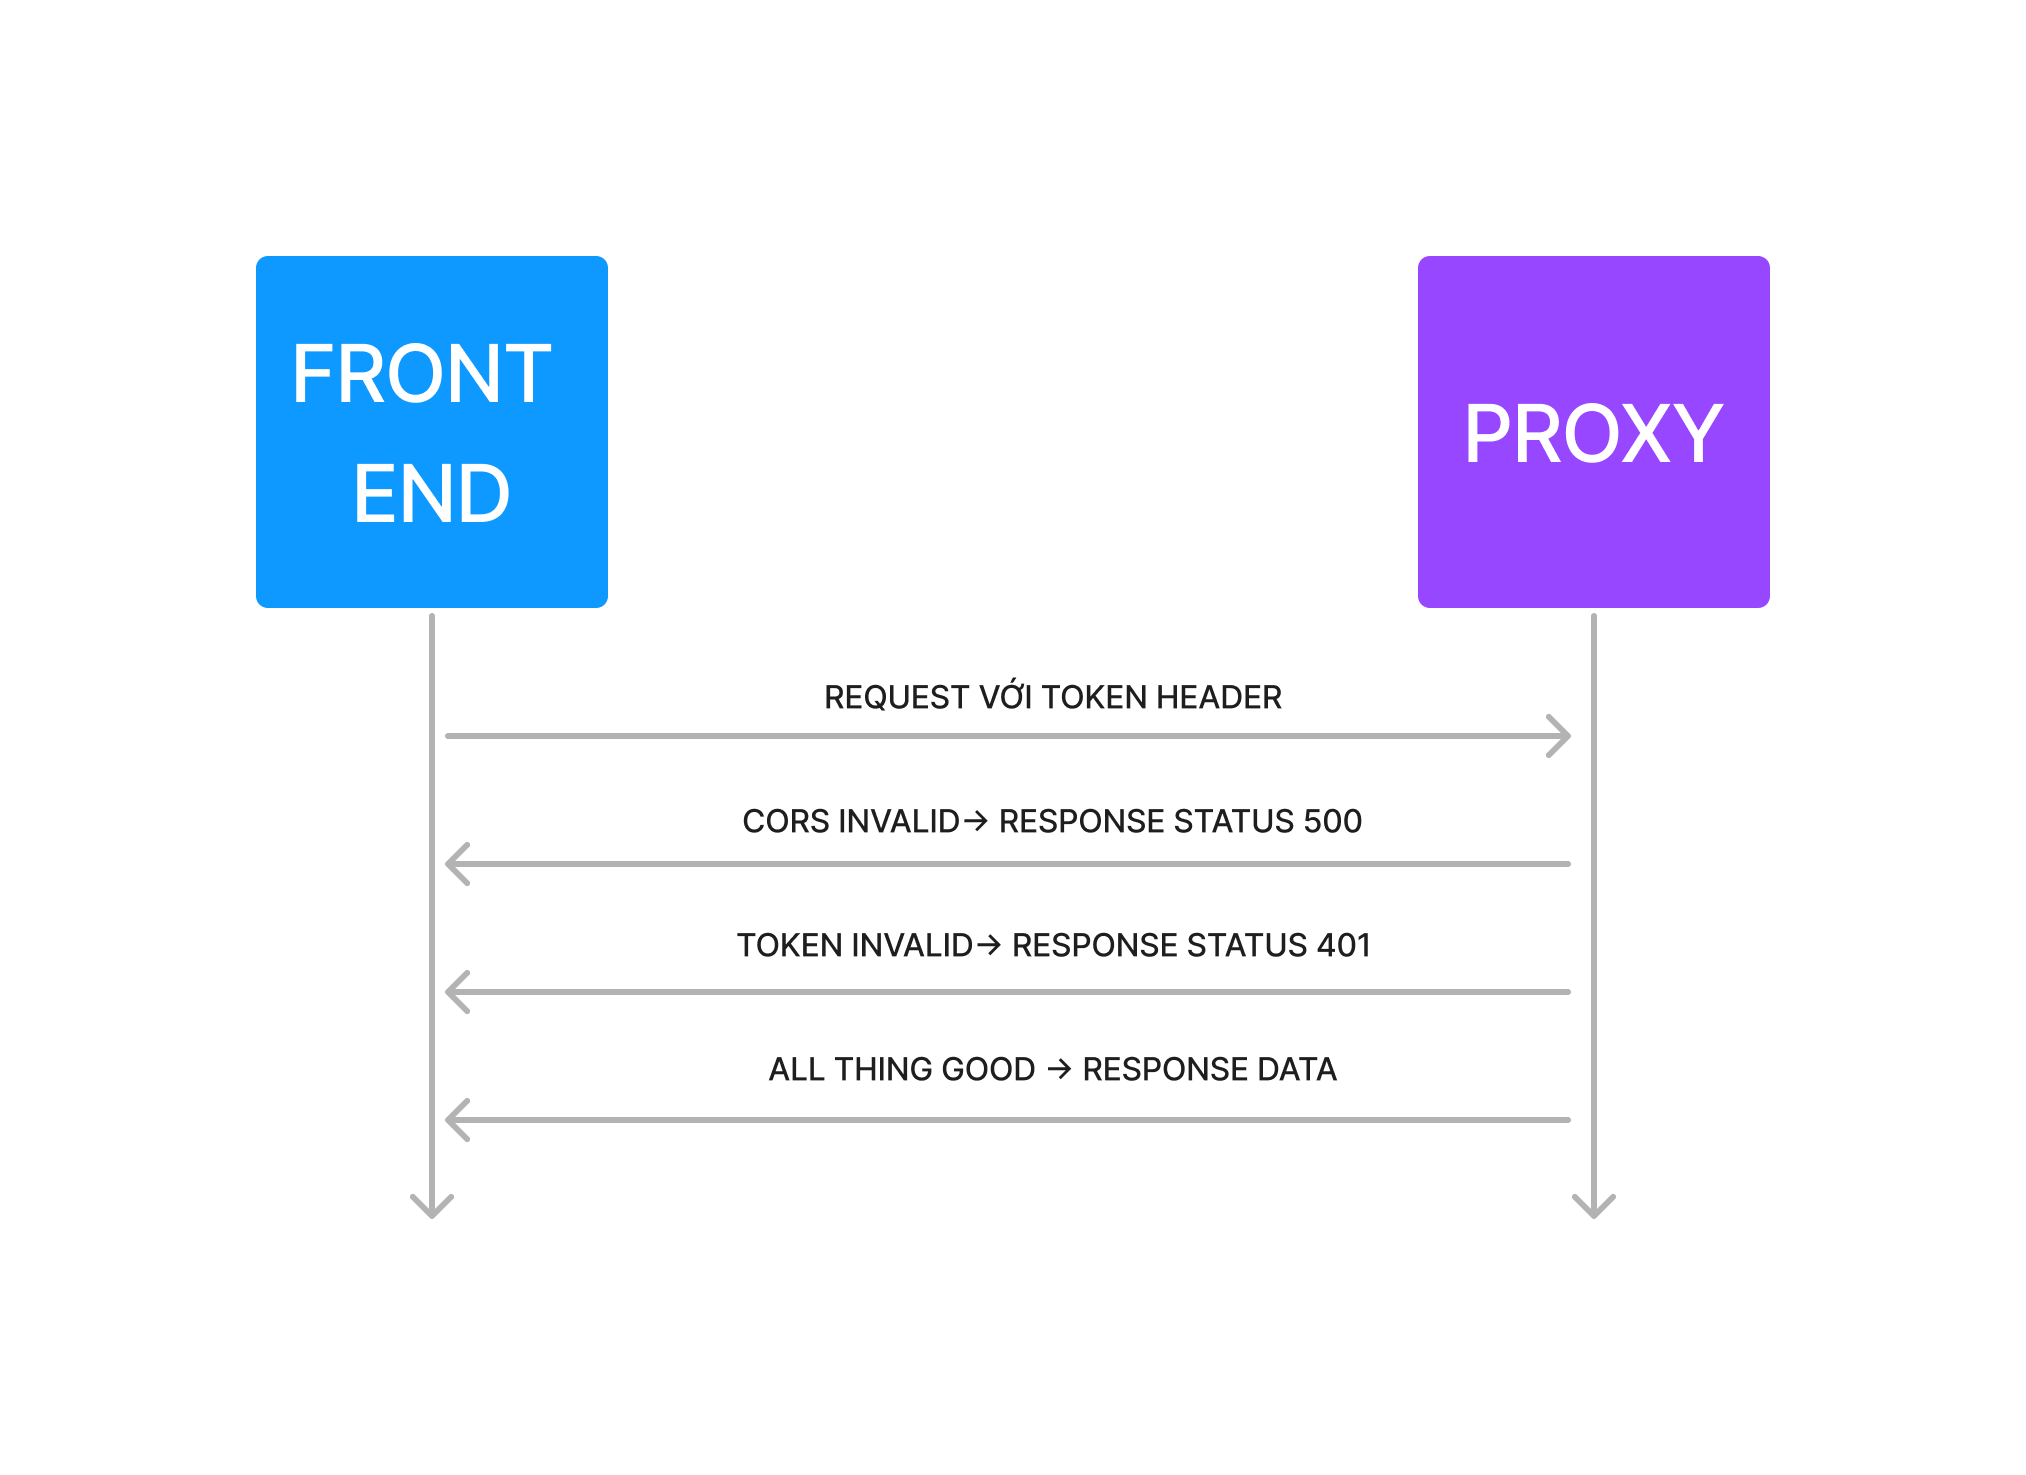 FRONT
END
PROXY
REQUEST VỚI TOKEN HEADER
CORS INVALID→ RESPONSE STATUS 500
TOKEN INVALID→ RESPONSE STATUS 401
ALL THING GOOD → RESPONSE DATA